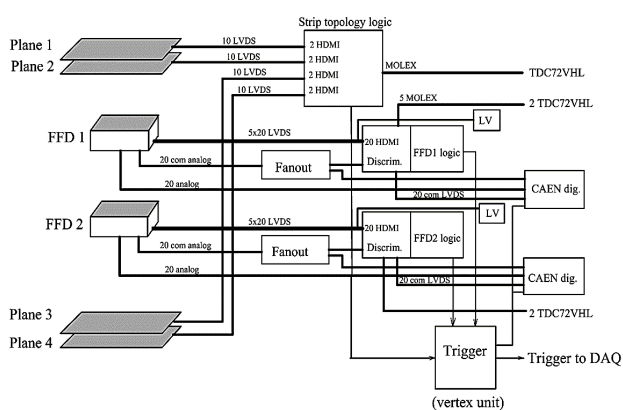 Strip topology logic
Plane 1
Plane 2
10 LVDS
10 LVDS
10 LVDS
10 LVDS
2 HDMI
2 HDMI
2 HDMI
2 HDMI
MOLEX
TDC72VHL
5 MOLEX
2 TDC72VHL
LV
FFD 1
5x20 LVDS
20 HDMI
Discrim.
FFD1 logic
20 com analog
Fanout
20 analog
20 com LVDS
CAEN dig.
FFD 2
5x20 LVDS
20 HDMI
Discrim.
FFD2 logic
LV
20 com analog
Fanout
20 analog
20 com LVDS
CAEN dig.
2 TDC72VHL
Plane 3
Plane 4
Trigger
Trigger to DAQ
(vertex unit)